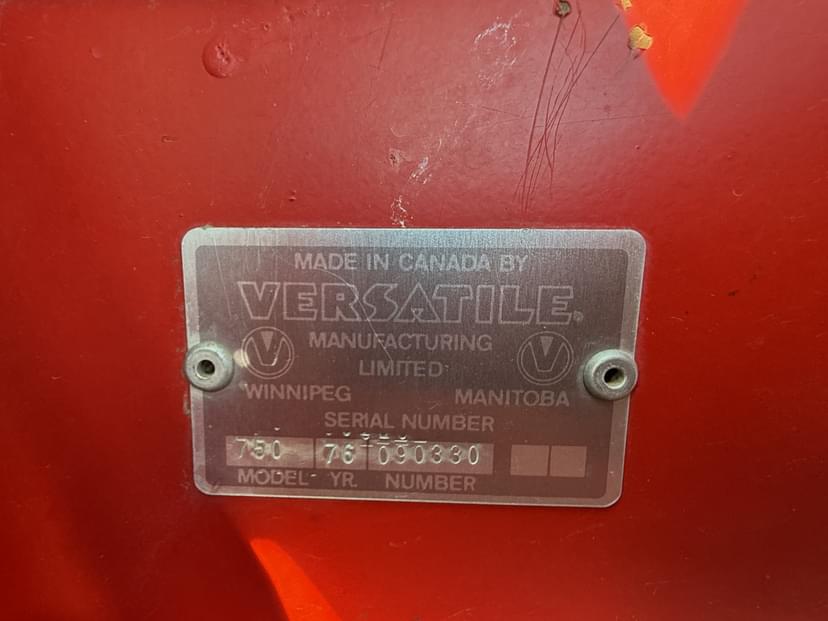 MADE IN CANADA BY
VERSATILE®
MANUFACTURING
LIMITED
WINNIPEG MANITOBA
SERIAL NUMBER
750 76 090330
MODEL YR. NUMBER